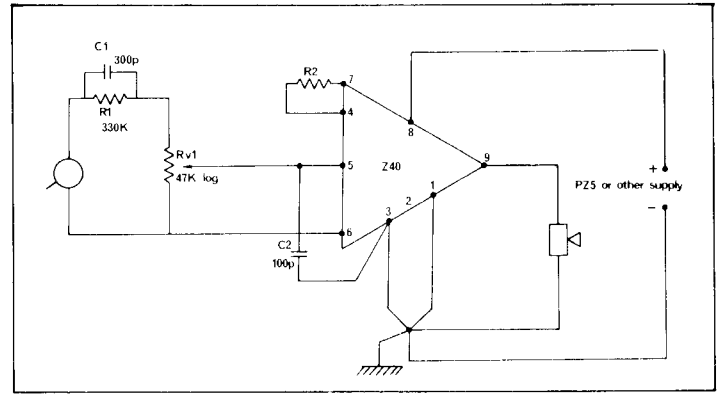 C1
300p
R1
330K
Rv1
47K log
R2
7
4
8
5
Z40
9
1
2
3
6
C2
100p
+
PZ5 or other supply
−